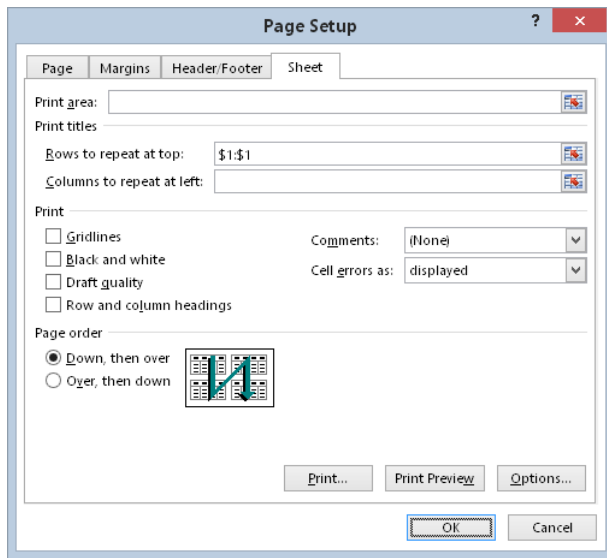 Page Setup ? ×
Page Margins Header/Footer Sheet
Print area:
Print titles
Rows to repeat at top: $1:$1
Columns to repeat at left:
Print
Gridlines
Comments: (None)
Black and white
Cell errors as: displayed
Draft quality
Row and column headings
Page order
Down, then over
Over, then down
Print... Print Preview Options...
OK Cancel